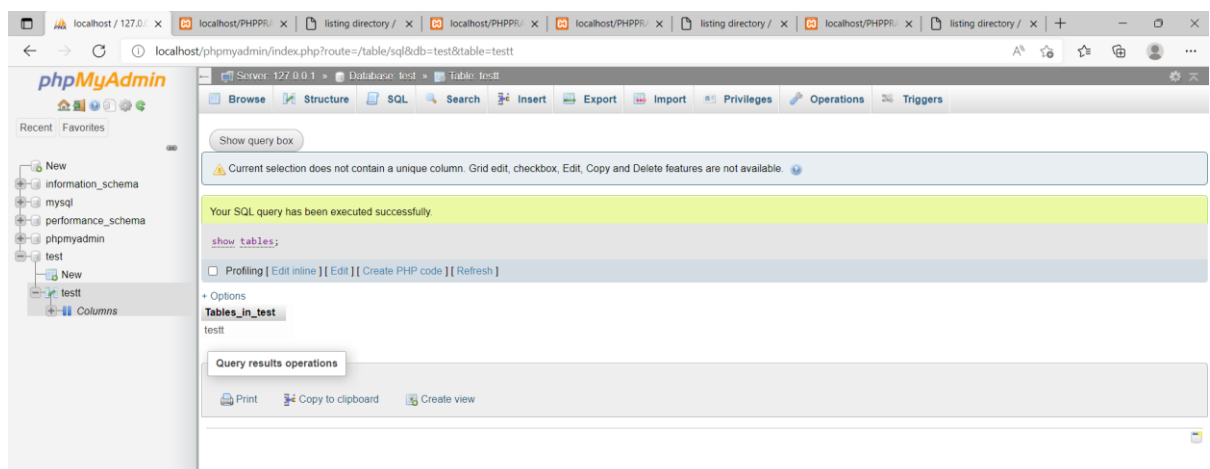 localhost / 127.0.0
localhost/PHPPRA
listing directory /
localhost/PHPPRA
localhost/PHPPRA
listing directory /
localhost/PHPPRA
listing directory /
localhost/phpmyadmin/index.php?route=/table/sql&db=test&table=testt
phpMyAdmin
Recent Favorites
New
information_schema
mysql
performance_schema
phpmyadmin
test
New
testt
Columns
Server: 127.0.0.1 » Database: test » Table: testt
Browse Structure SQL Search Insert Export Import Privileges Operations Triggers
Show query box
Current selection does not contain a unique column. Grid edit, checkbox, Edit, Copy and Delete features are not available.
Your SQL query has been executed successfully.
show tables;
Profiling [ Edit inline ] [ Edit ] [ Create PHP code ] [ Refresh ]
+ Options
Tables_in_test
testt
Query results operations
Print Copy to clipboard Create view